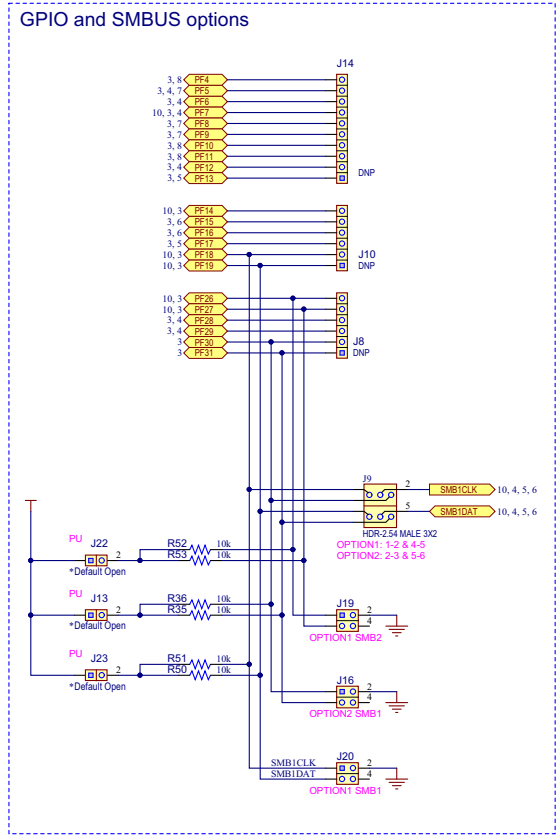 GPIO and SMBUS options
J14
3, 8 PF4
3, 4, 7 PF5
3, 4 PF6
10, 3, 4 PF7
3, 7 PF8
3, 7 PF9
3, 8 PF10
3, 8 PF11
3, 4 PF12
3, 5 PF13
DNP
10, 3 PF14
3, 6 PF15
3, 6 PF16
3, 5 PF17
10, 3 PF18
10, 3 PF19
J10
DNP
10, 3 PF26
10, 3 PF27
3, 4 PF28
3, 4 PF29
3 PF30
3 PF31
J8
DNP
J9
2 SMB1CLK 10, 4, 5, 6
5 SMB1DAT 10, 4, 5, 6
HDR-2.54 MALE 3X2
OPTION1: 1-2 & 4-5
OPTION2: 2-3 & 5-6
PU
J22
2
*Default Open
R52 10k
R53 10k
PU
J13
2
*Default Open
R36 10k
R35 10k
J19
2
4
OPTION1 SMB2
PU
J23
2
*Default Open
R51 10k
R50 10k
J16
2
4
OPTION2 SMB1
J20
SMB1CLK 2
SMB1DAT 4
OPTION1 SMB1